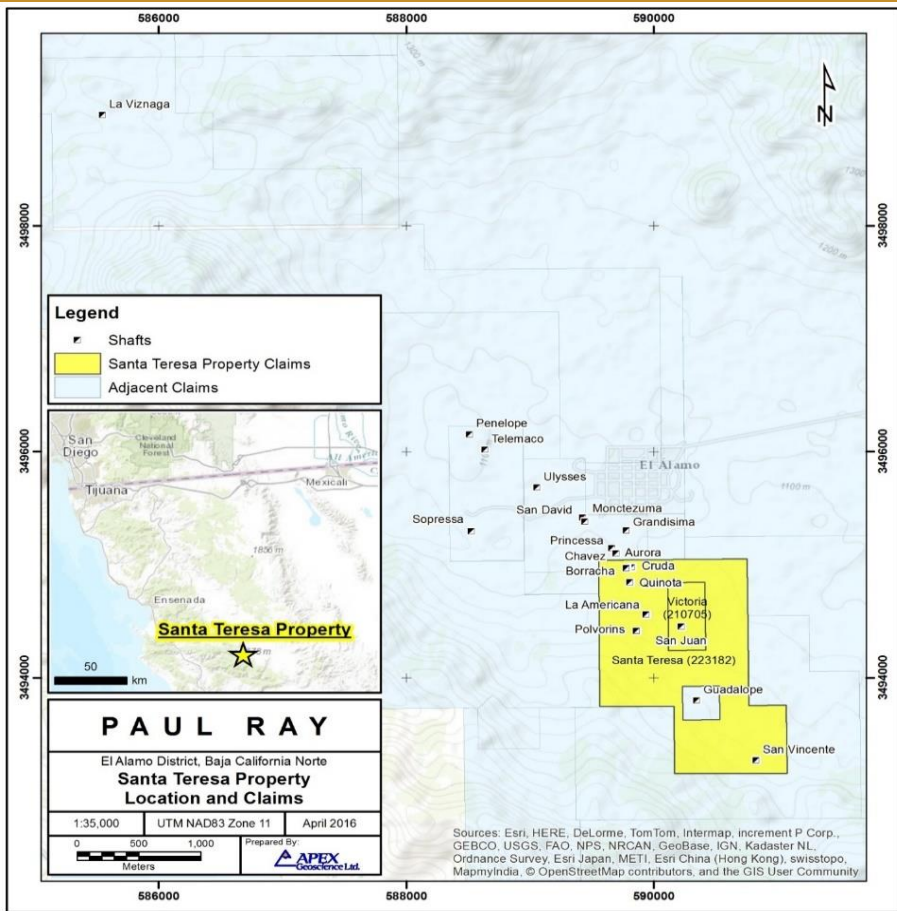 586000 588000 590000
La Viznaga
N
1300 m
1300
1200 m
3498000 3498000
Legend
Shafts
Santa Teresa Property Claims
Adjacent Claims
Penelope
Telemaco
3496000 3496000
El Alamo
1100 m
Ulysses
San David Monctezuma
Sopressa Grandisima
Princessa
Chavez Aurora
Borracha Cruda
Quinota
La Americana Victoria
(210705)
Polvorins San Juan
Santa Teresa (223182)
3494000 3494000
Guadalope
San Vincente
San
Diego
Cleveland
National
Forest
Tijuana
Mexicali
Ensenada
Santa Teresa Property
50
km
PAUL RAY
El Alamo District, Baja California Norte
Santa Teresa Property
Location and Claims
1:35,000 UTM NAD83 Zone 11 April 2016
0 500 1,000
Meters
Prepared By:
APEX
Geoscience Ltd.
Sources: Esri, HERE, DeLorme, TomTom, Intermap, increment P Corp.,
GEBCO, USGS, FAO, NPS, NRCAN, GeoBase, IGN, Kadaster NL,
Ordnance Survey, Esri Japan, METI, Esri China (Hong Kong), swisstopo,
MapmyIndia, © OpenStreetMap contributors, and the GIS User Community
586000 588000 590000